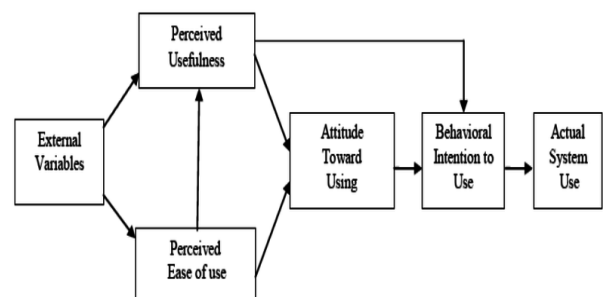 Perceived
Usefulness
External
Variables
Attitude
Toward
Using
Behavioral
Intention to
Use
Actual
System
Use
Perceived
Ease of use